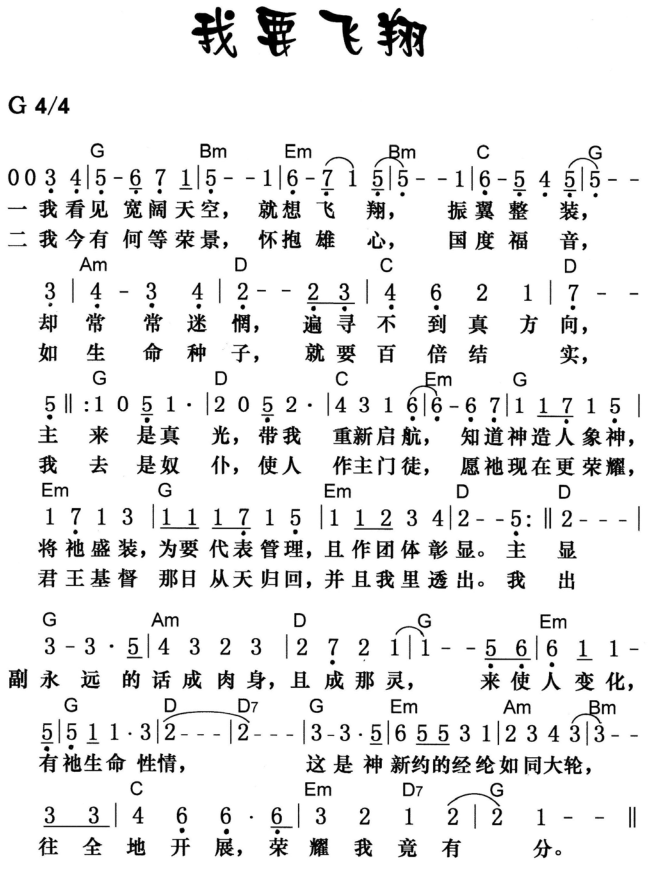 我要飞翔
G 4/4
G Bm Em Bm C G
0 0 3 4 | 5 - 6 7 1 | 5 - - 1 | 6 - 7 1 5 | 5 - - 1 | 6 - 5 4 5 | 5 - -
一我看见 宽阔天空， 就想飞 翔， 振翼整装，
二我今有 何等荣景， 怀抱雄 心， 国度福 音，
Am D C D
3 | 4 - 3 4 | 2 - - 2 3 | 4 6 2 1 | 7 - -
却 常 常 迷 惘， 遍 寻 不 到 真 方 向，
如 生 命 种 子， 就 要 百 倍 结 实，
G D C Em G
5 ‖: 1 0 5 1· | 2 0 5 2· | 4 3 1 6 | 6 - 6 7 | 1 1 7 1 5 |
主 来 是 真 光，带我 重新启航， 知道神造人象神，
我 去 是 奴 仆，使人 作主门徒， 愿祂现在更荣耀，
Em G Em D D
1 7 1 3 | 1 1 1 7 1 5 | 1 1 2 3 4 | 2 - - 5 :‖ 2 - - - |
将 祂 盛 装，为要 代表管理，且作团体彰显。主 显
君 王 基 督 那日 从天归回，并且我里透出。我 出
G Am D G Em
3 - 3 · 5 | 4 3 2 3 | 2 7 2 1 | 1 - - 5 6 | 6 1 1 -
副 永 远 的 话 成 肉 身，且 成 那 灵， 来 使 人 变 化，
G D D7 G Em Am Bm
5 | 5 1 1 · 3 | 2 - - - | 2 - - - | 3 - 3 · 5 | 6 5 5 3 1 | 2 3 4 3 | 3 - -
有 祂 生 命 性 情， 这 是 神 新 约 的 经 纶 如 同 大 轮，
C Em D7 G
3 3 | 4 6 6 · 6 | 3 2 1 2 | 2 1 - - ‖
往 全 地 开 展，荣 耀 我 竟 有 分。